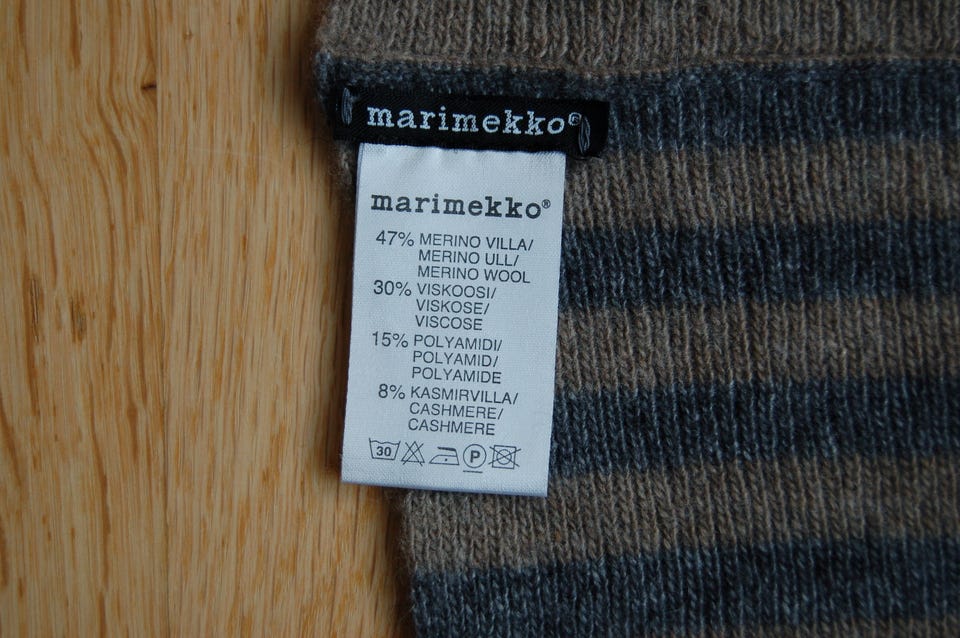 marimekko®
marimekko®
47% MERINO VILLA/
MERINO ULL/
MERINO WOOL
30% VISKOOSI/
VISKOSE/
VISCOSE
15% POLYAMIDI/
POLYAMID/
POLYAMIDE
8% KASMIRVILLA/
CASHMERE/
CASHMERE
30 P